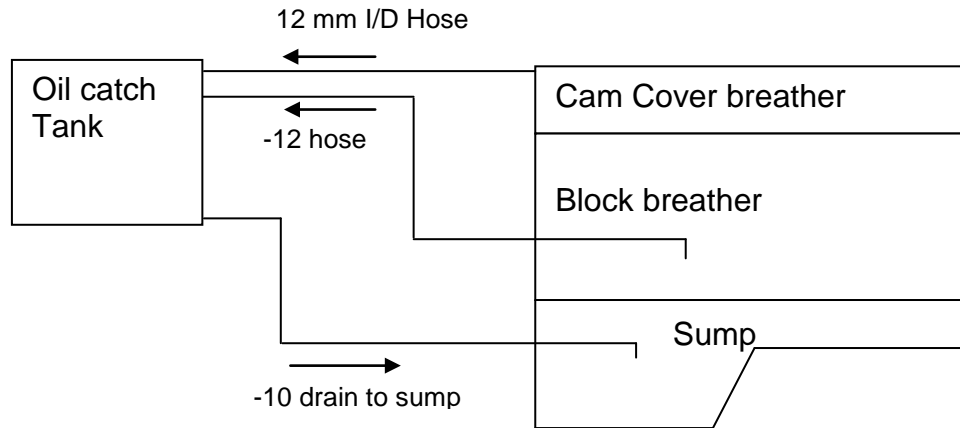 12 mm I/D Hose
Oil catch
Tank
Cam Cover breather
-12 hose
Block breather
Sump
-10 drain to sump